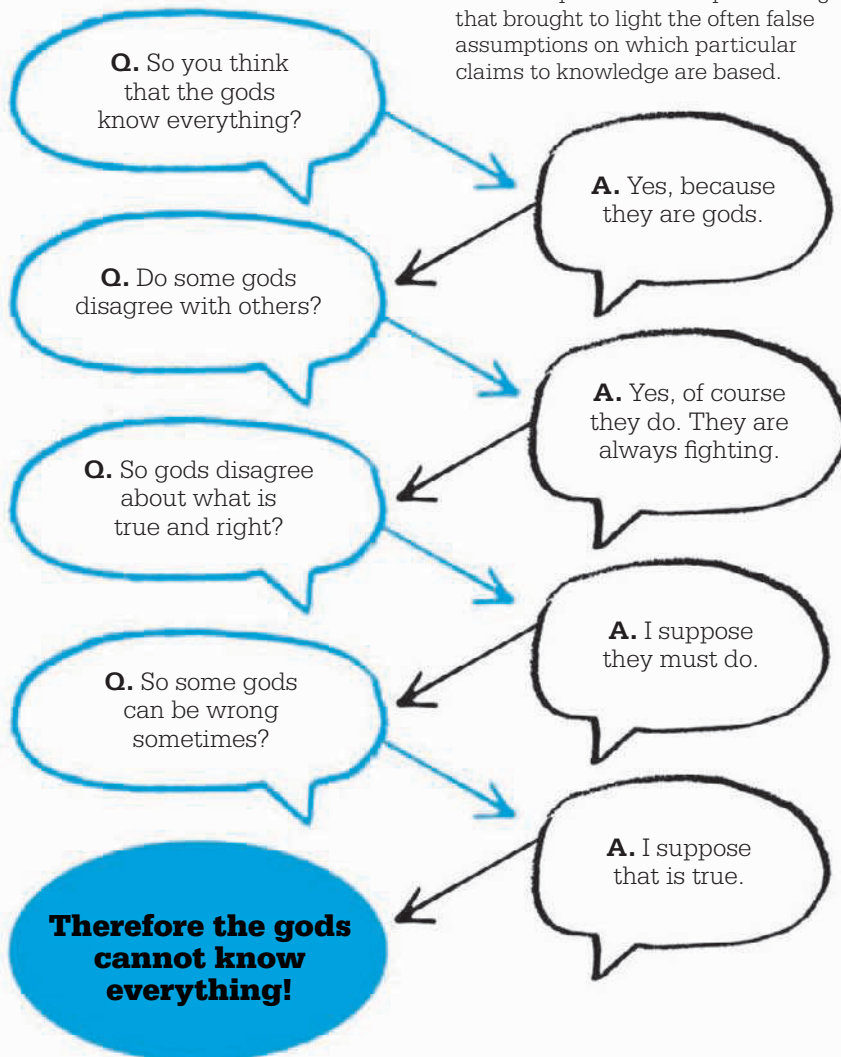 that brought to light the often false
assumptions on which particular
claims to knowledge are based.
Q. So you think
that the gods
know everything?
A. Yes, because
they are gods.
Q. Do some gods
disagree with others?
A. Yes, of course
they do. They are
always fighting.
Q. So gods disagree
about what is
true and right?
A. I suppose
they must do.
Q. So some gods
can be wrong
sometimes?
A. I suppose
that is true.
Therefore the gods
cannot know
everything!